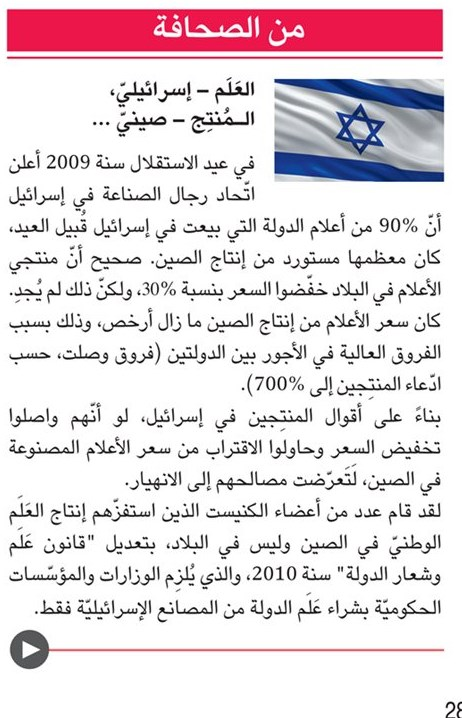 من الصحافة
العَلَم – إسرائيليّ،
الـمُنتِج – صينيّ ...
في عيد الاستقلال سنة 2009 أعلن
اتّحاد رجال الصناعة في إسرائيل
أنّ %90 من أعلام الدولة التي بيعت في إسرائيل قُبيل العيد،
كان معظمها مستورد من إنتاج الصين. صحيح أنّ منتجي
الأعلام في البلاد خفّضوا السعر بنسبة %30، ولكنّ ذلك لم يُجدِ.
كان سعر الأعلام من إنتاج الصين ما زال أرخص، وذلك بسبب
الفروق العالية في الأجور بين الدولتين (فروق وصلت، حسب
ادّعاء المنتِجين إلى %700).
بناءً على أقوال المنتِجين في إسرائيل، لو أنّهم واصلوا
تخفيض السعر وحاولوا الاقتراب من سعر الأعلام المصنوعة
في الصين، لَتَعرّضت مصالحهم إلى الانهيار.
لقد قام عدد من أعضاء الكنيست الذين استفزّهم إنتاج العَلَم
الوطنيّ في الصين وليس في البلاد، بتعديل "قانون عَلَم
وشعار الدولة" سنة 2010، والذي يُلزِم الوزارات والمؤسّسات
الحكوميّة بشراء عَلَم الدولة من المصانع الإسرائيليّة فقط.
28